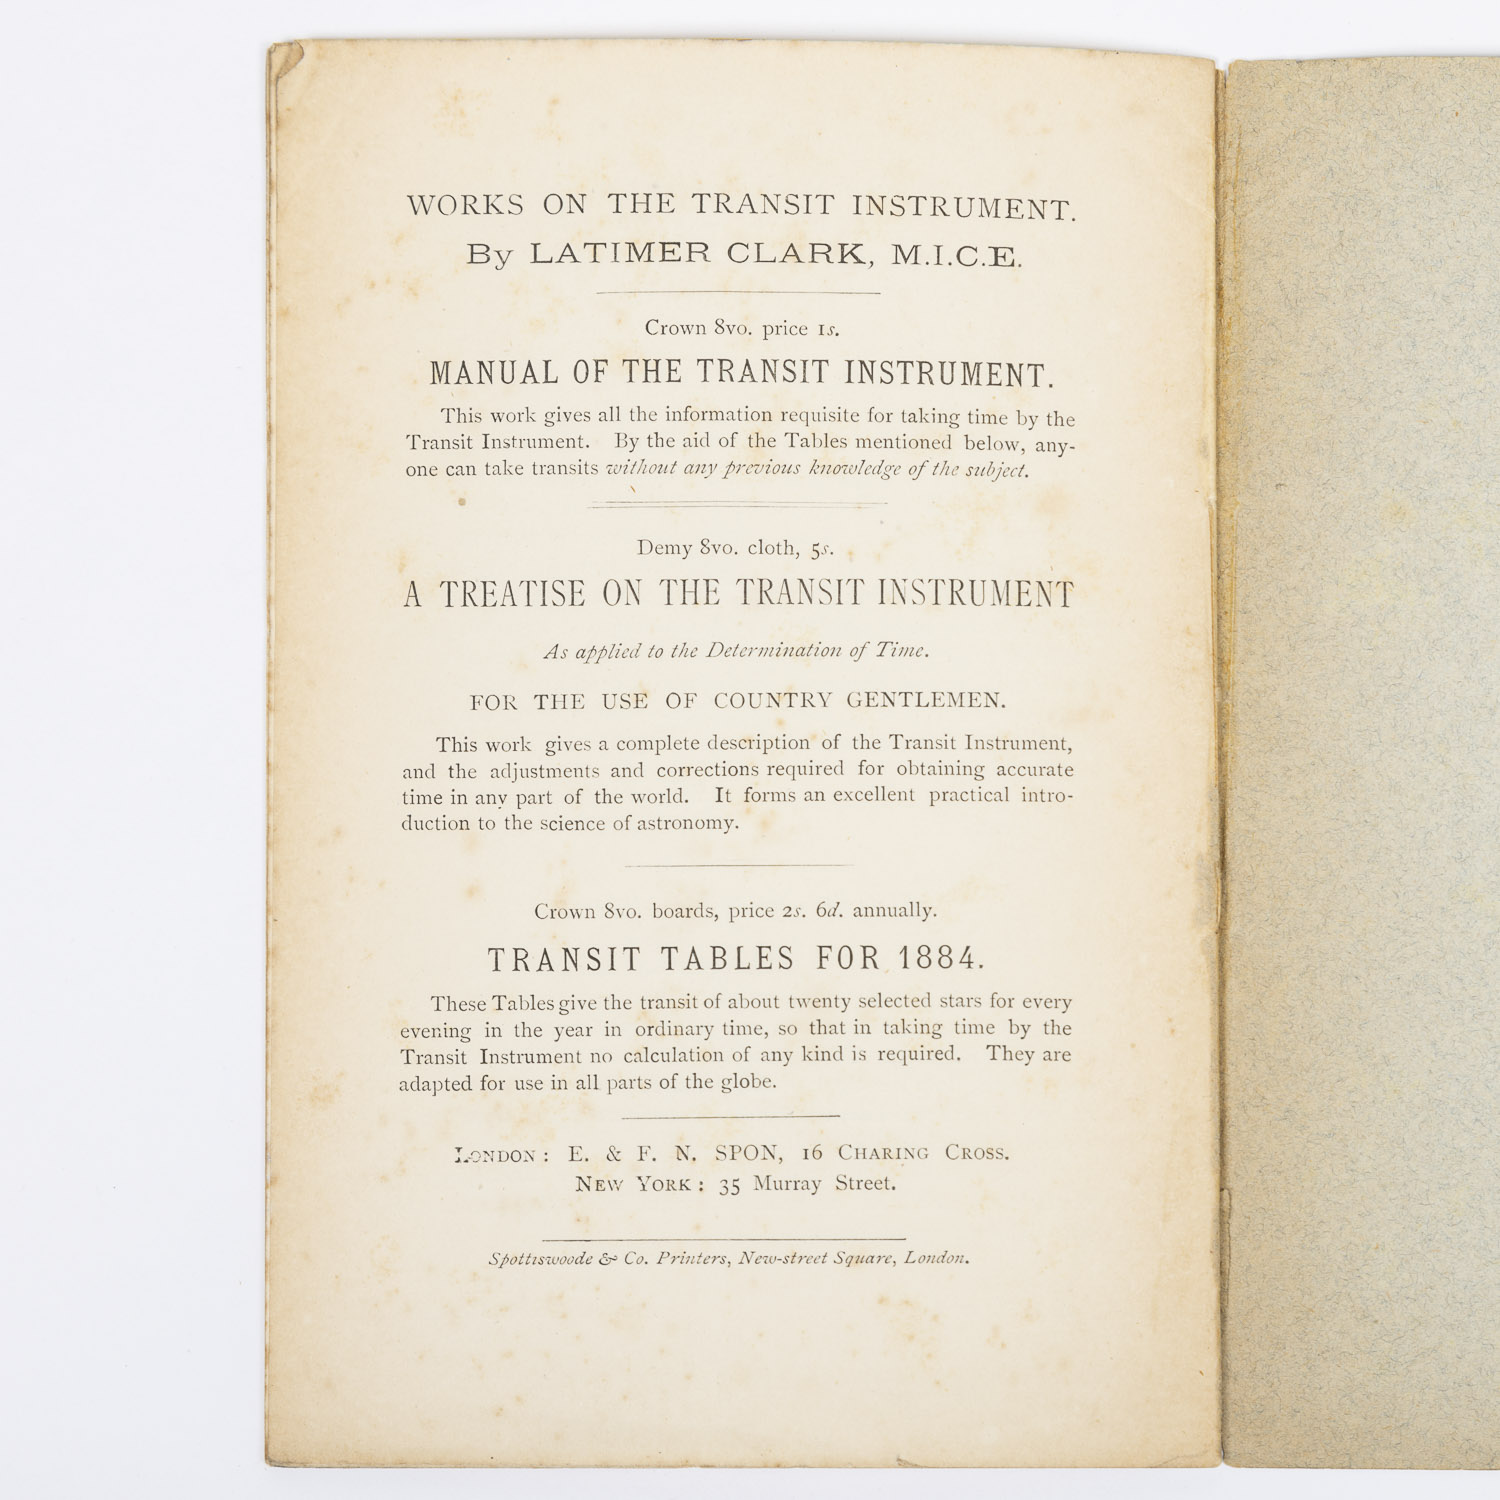 WORKS ON THE TRANSIT INSTRUMENT.
By LATIMER CLARK, M.I.C.E.
Crown 8vo. price 1s.
MANUAL OF THE TRANSIT INSTRUMENT.
This work gives all the information requisite for taking time by the
Transit Instrument. By the aid of the Tables mentioned below, any-
one can take transits without any previous knowledge of the subject.
Demy 8vo. cloth, 5s.
A TREATISE ON THE TRANSIT INSTRUMENT
As applied to the Determination of Time.
FOR THE USE OF COUNTRY GENTLEMEN.
This work gives a complete description of the Transit Instrument,
and the adjustments and corrections required for obtaining accurate
time in any part of the world. It forms an excellent practical intro-
duction to the science of astronomy.
Crown 8vo. boards, price 2s. 6d. annually.
TRANSIT TABLES FOR 1884.
These Tables give the transit of about twenty selected stars for every
evening in the year in ordinary time, so that in taking time by the
Transit Instrument no calculation of any kind is required. They are
adapted for use in all parts of the globe.
LONDON: E. & F. N. SPON, 16 CHARING CROSS.
NEW YORK: 35 Murray Street.
Spottiswoode & Co. Printers, New-street Square, London.